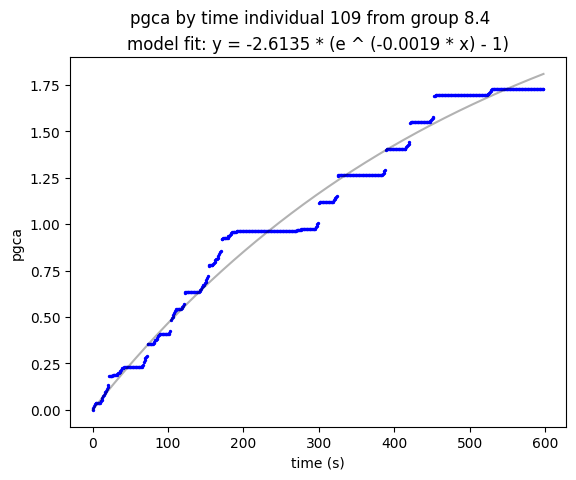 pgca by time individual 109 from group 8.4
model fit: y = -2.6135 * (e ^ (-0.0019 * x) - 1)
1.75
1.50
1.25
1.00
0.75
0.50
0.25
0.00
pgca
0 100 200 300 400 500 600
time (s)